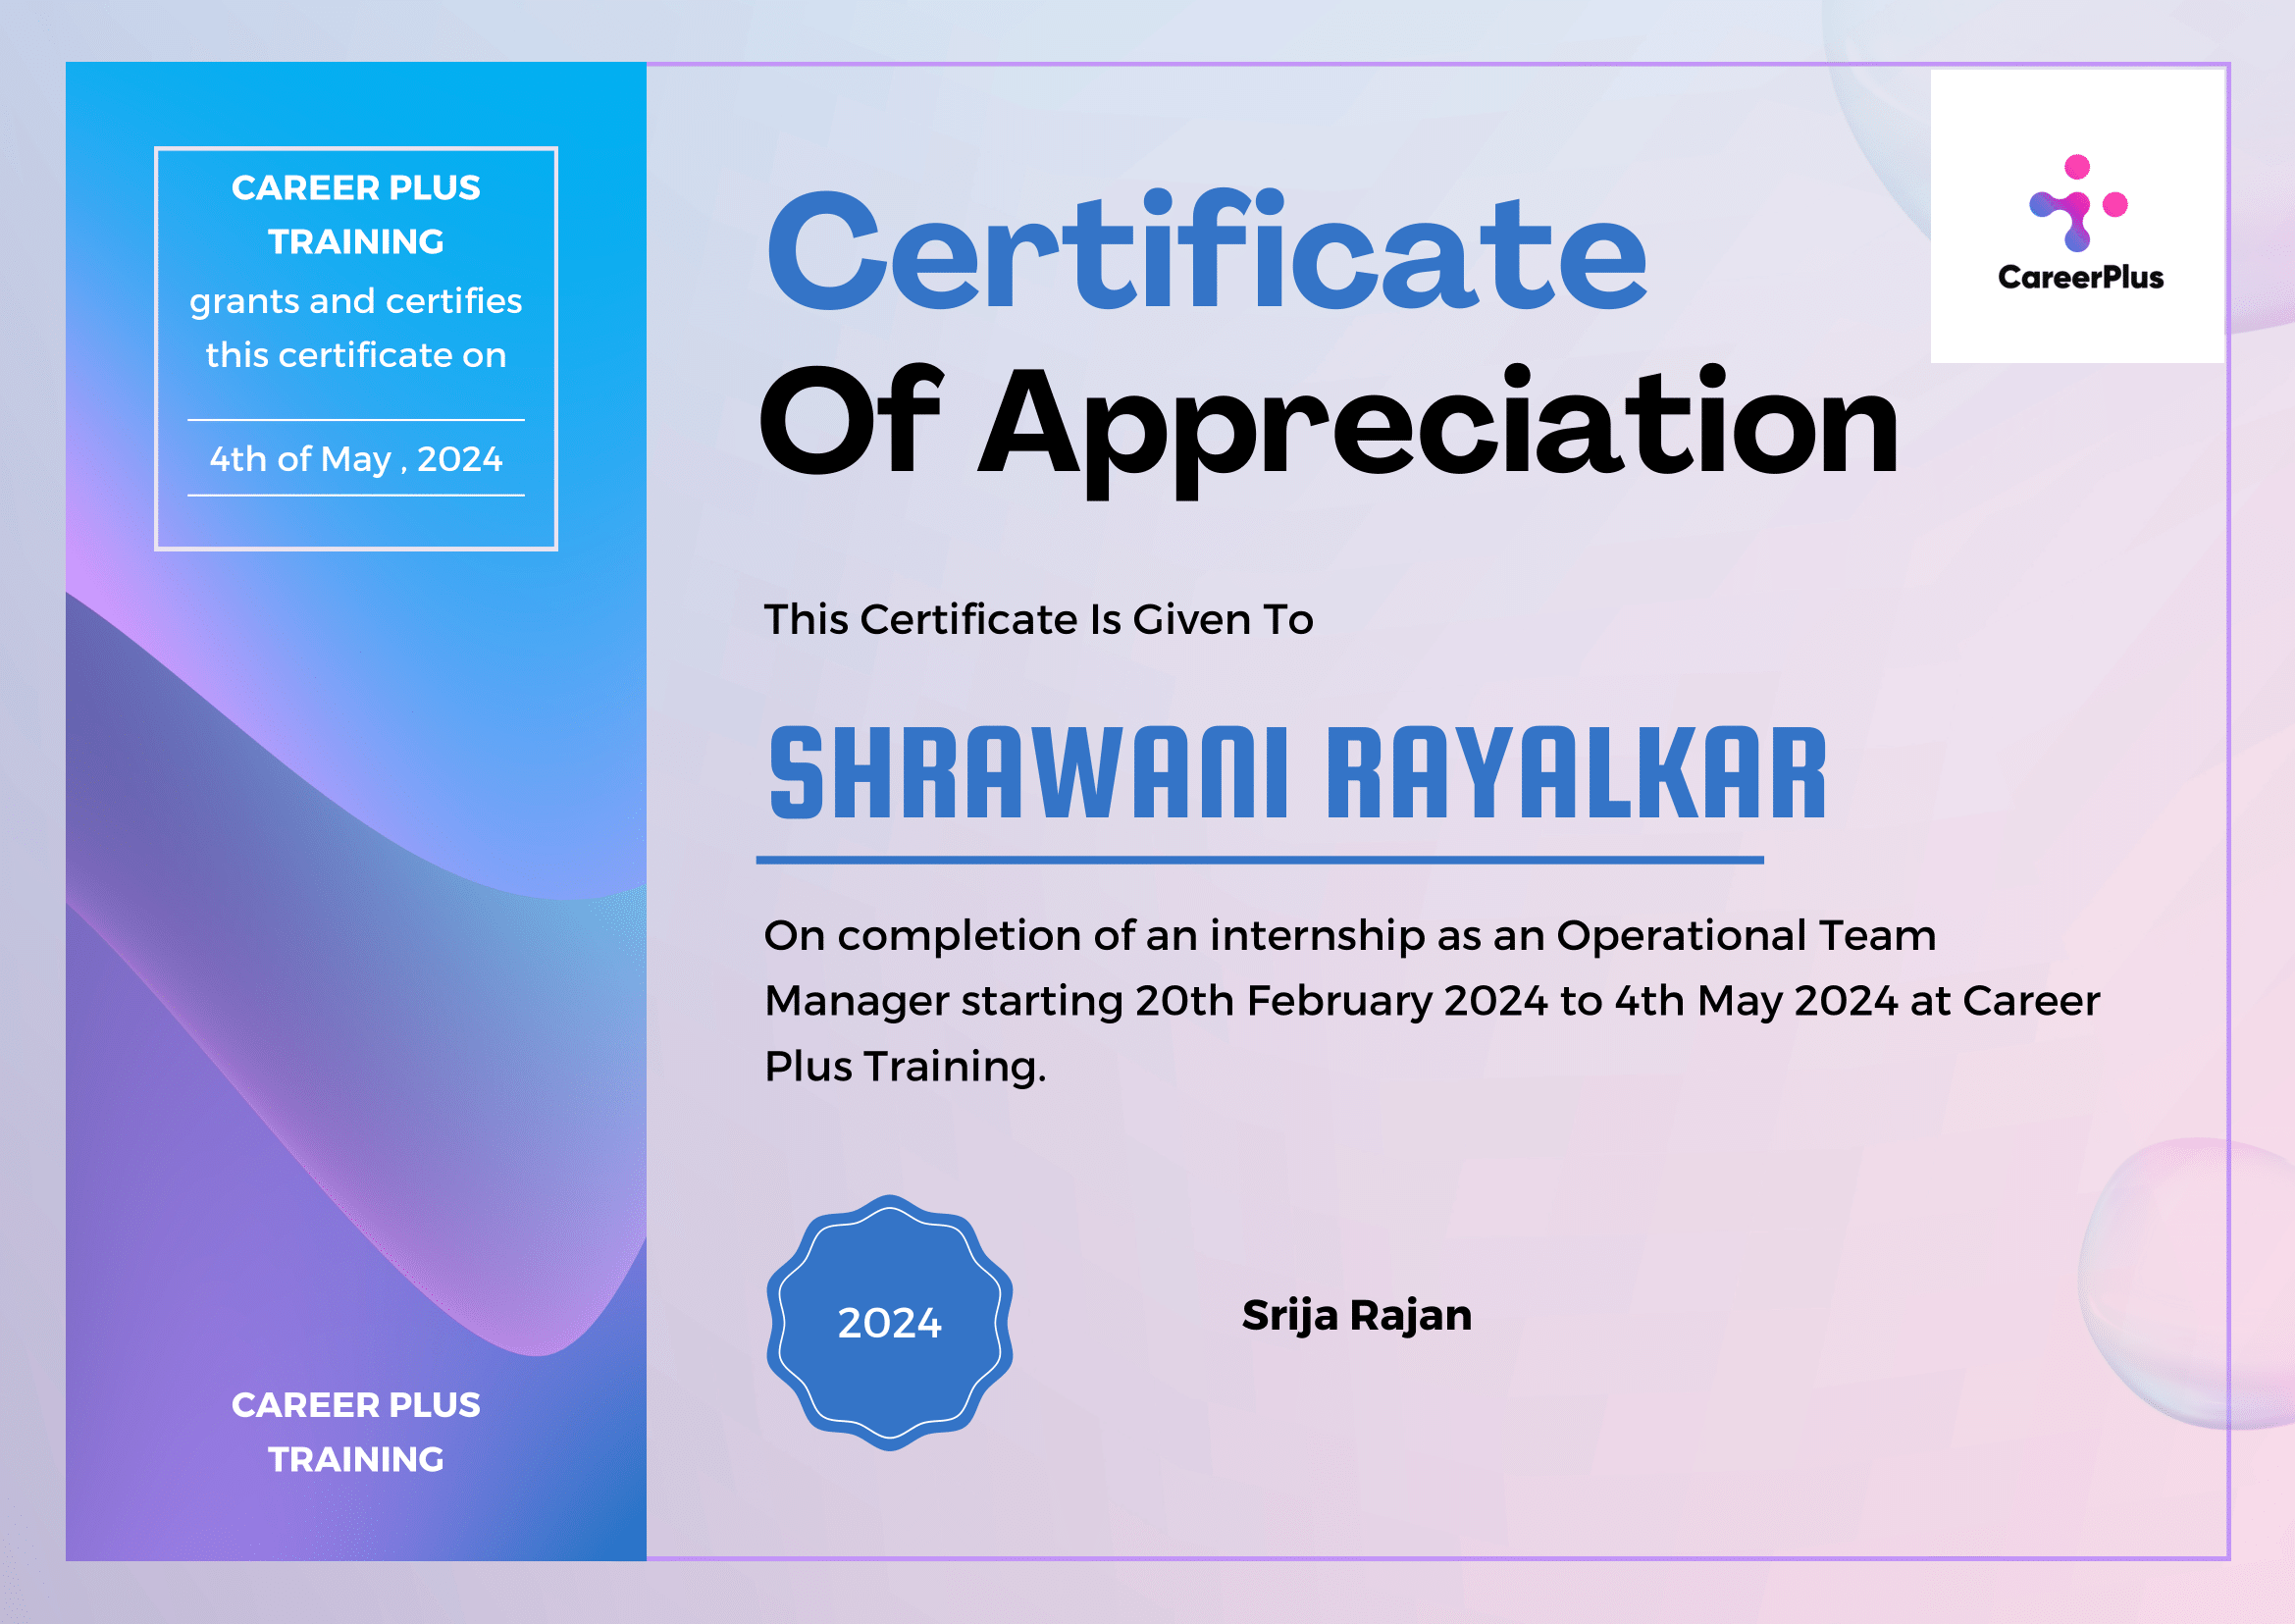 CAREER PLUS
TRAINING
grants and certifies
this certificate on
4th of May , 2024
CAREER PLUS
TRAINING
Certificate
Of Appreciation
CareerPlus
This Certificate Is Given To
SHRAWANI RAYALKAR
On completion of an internship as an Operational Team
Manager starting 20th February 2024 to 4th May 2024 at Career
Plus Training.
2024
Srija Rajan